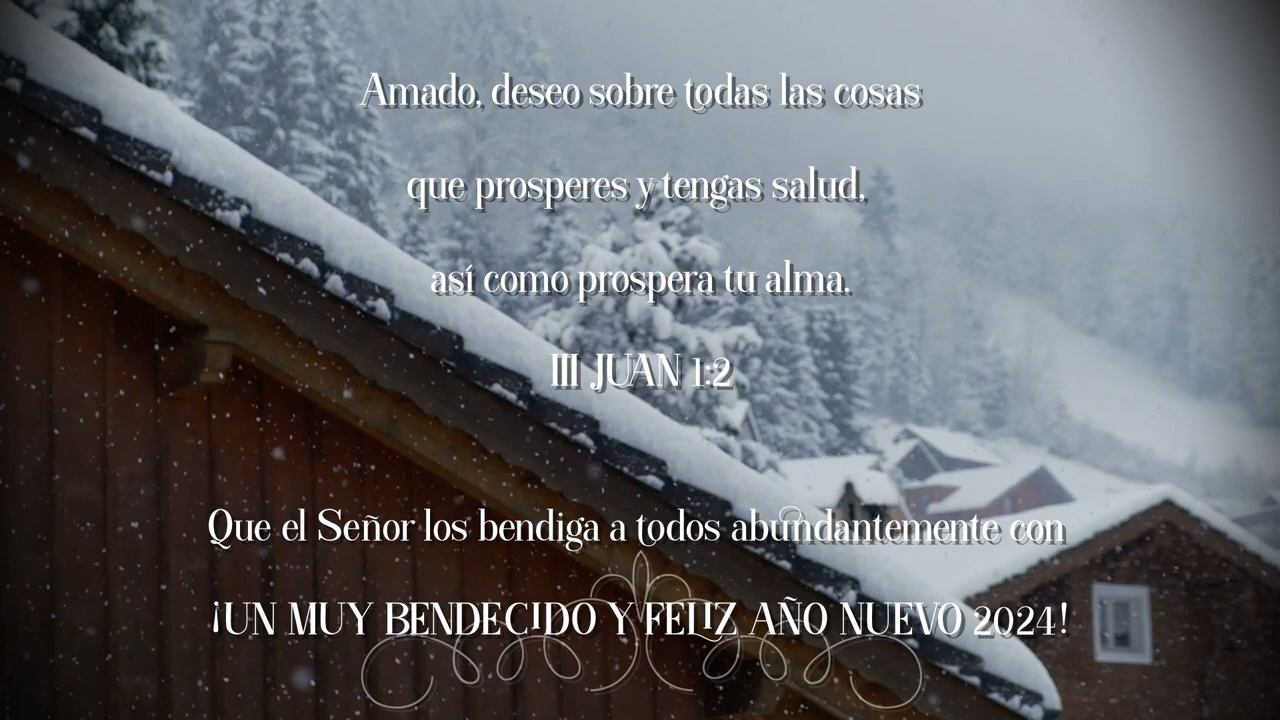 Amado, deseo sobre todas las cosas
que prosperes y tengas salud,
así como prospera tu alma.
III JUAN 1:2
Que el Señor los bendiga a todos abundantemente con
¡UN MUY BENDECIDO Y FELIZ AÑO NUEVO 2024!